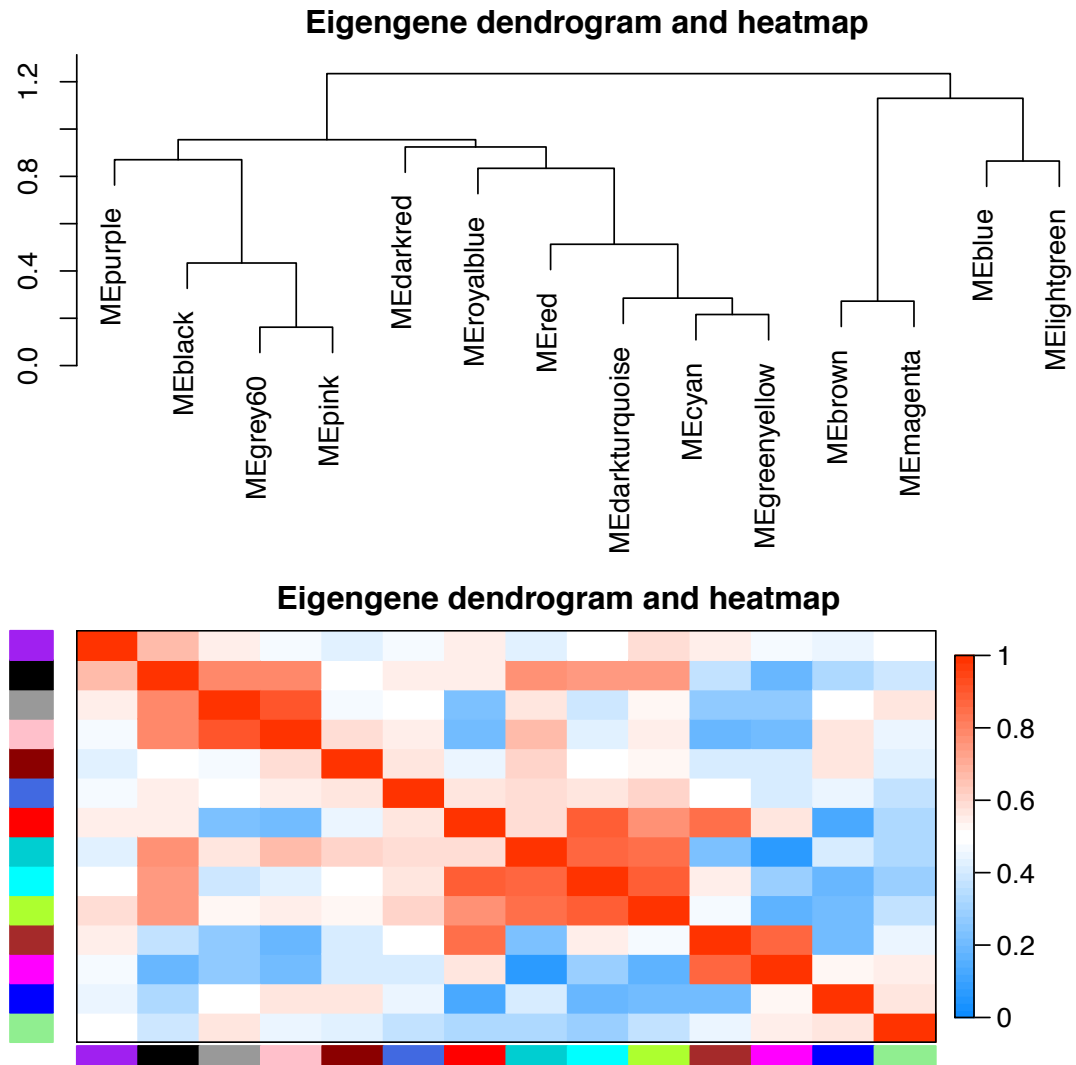 Eigengene dendrogram and heatmap
1.2
0.8
0.4
0.0
MEpurple
MEblack
MEgrey60
MEpink
MEdarkred
MEroyalblue
MEred
MEdarkturquoise
MEcyan
MEgreenyellow
MEbrown
MEmagenta
MEblue
MElightgreen
Eigengene dendrogram and heatmap
1
0.8
0.6
0.4
0.2
0